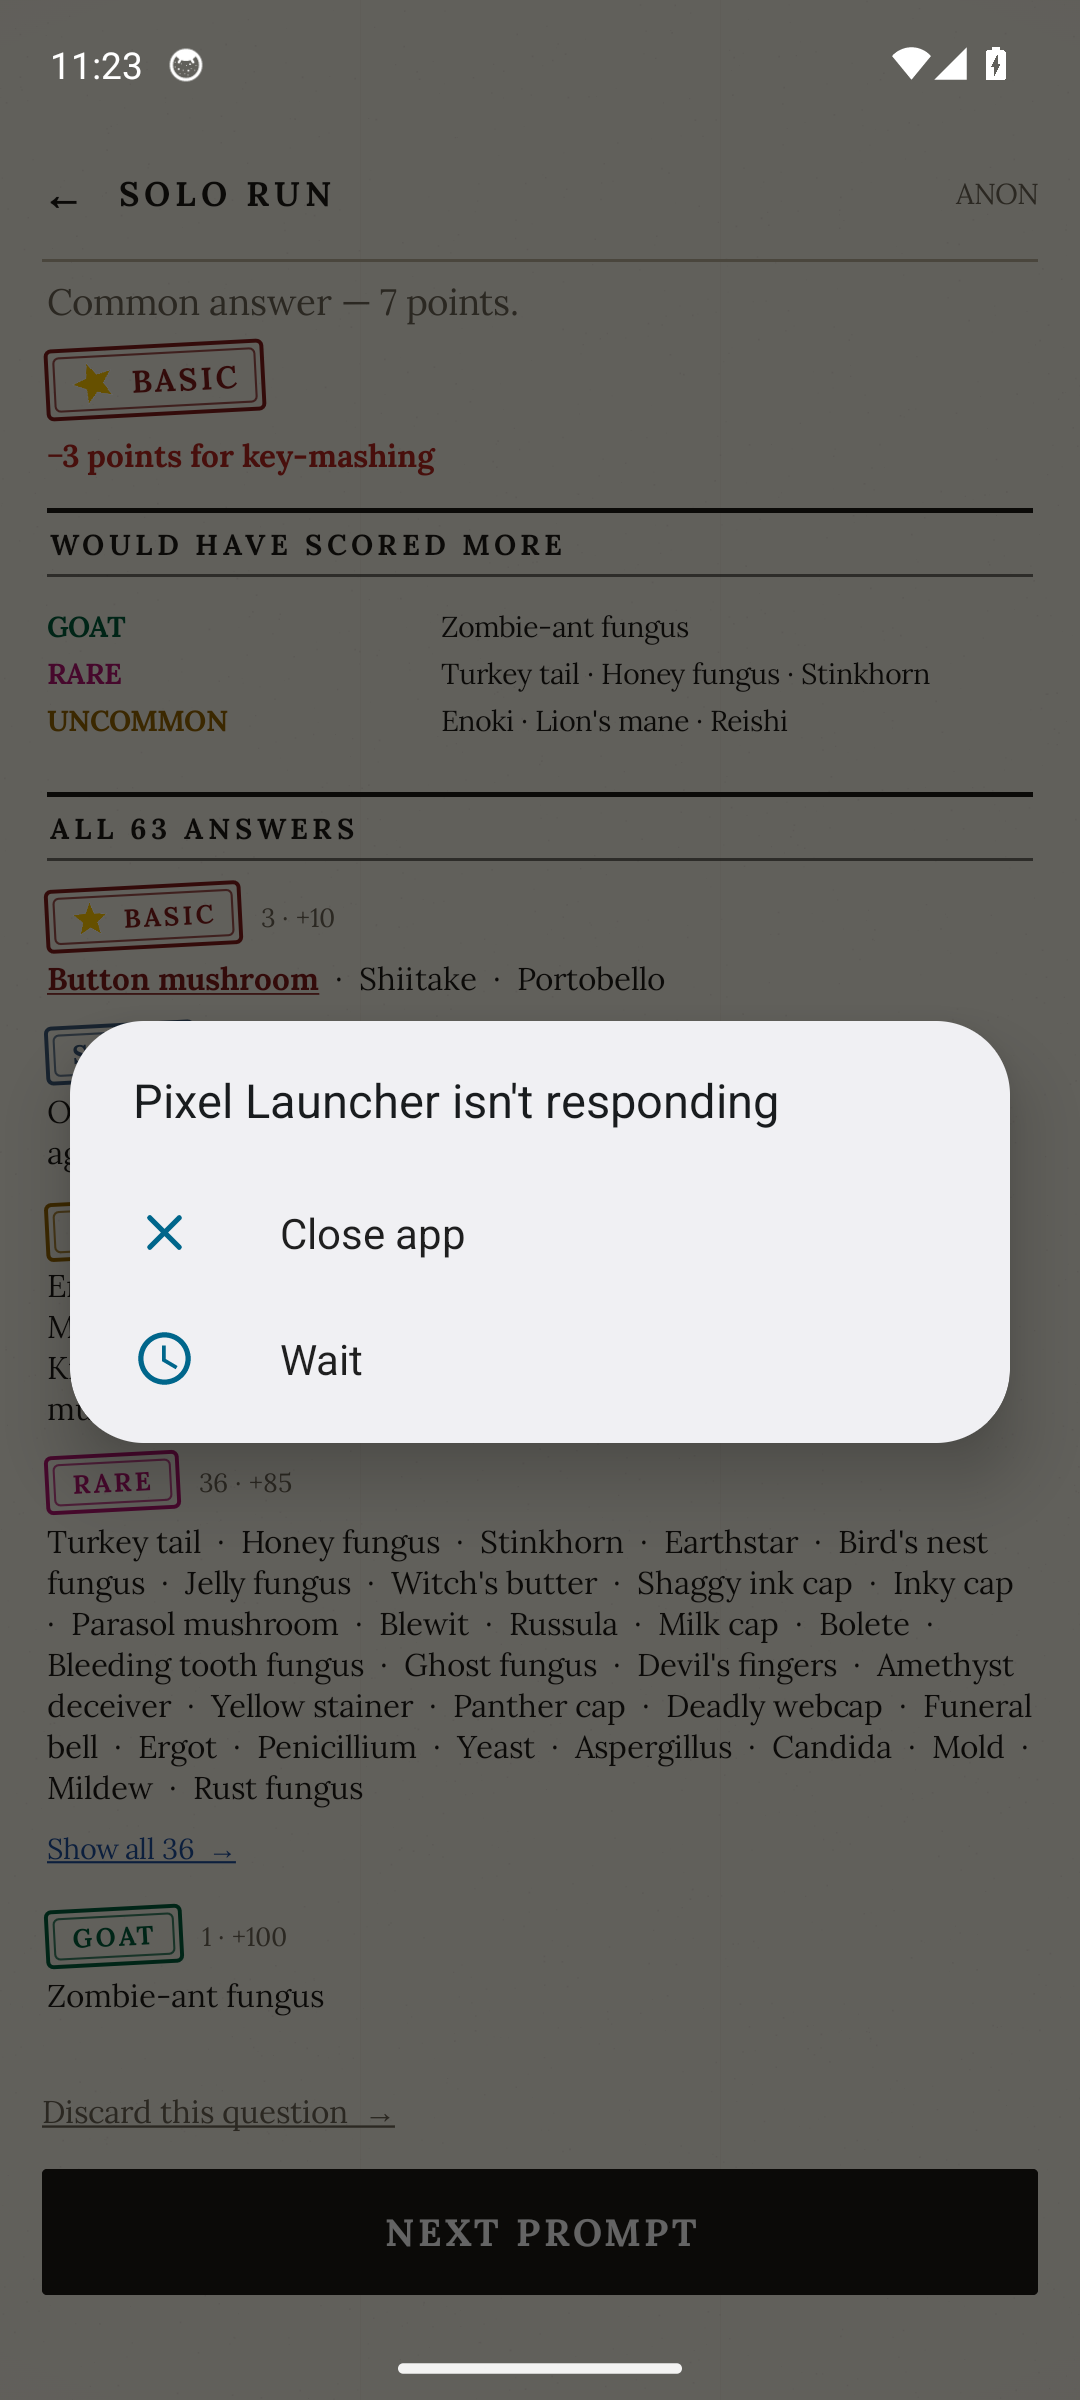 11:23
← SOLO RUN ANON
Common answer — 7 points.
BASIC
−3 points for key-mashing
WOULD HAVE SCORED MORE
GOAT Zombie-ant fungus
RARE Turkey tail · Honey fungus · Stinkhorn
UNCOMMON Enoki · Lion's mane · Reishi
ALL 63 ANSWERS
BASIC 3 · +10
Button mushroom · Shiitake · Portobello
Pixel Launcher isn't responding
Close app
Wait
RARE 36 · +85
Turkey tail · Honey fungus · Stinkhorn · Earthstar · Bird's nest
fungus · Jelly fungus · Witch's butter · Shaggy ink cap · Inky cap
· Parasol mushroom · Blewit · Russula · Milk cap · Bolete ·
Bleeding tooth fungus · Ghost fungus · Devil's fingers · Amethyst
deceiver · Yellow stainer · Panther cap · Deadly webcap · Funeral
bell · Ergot · Penicillium · Yeast · Aspergillus · Candida · Mold ·
Mildew · Rust fungus
Show all 36 →
GOAT 1 · +100
Zombie-ant fungus
Discard this question →
NEXT PROMPT